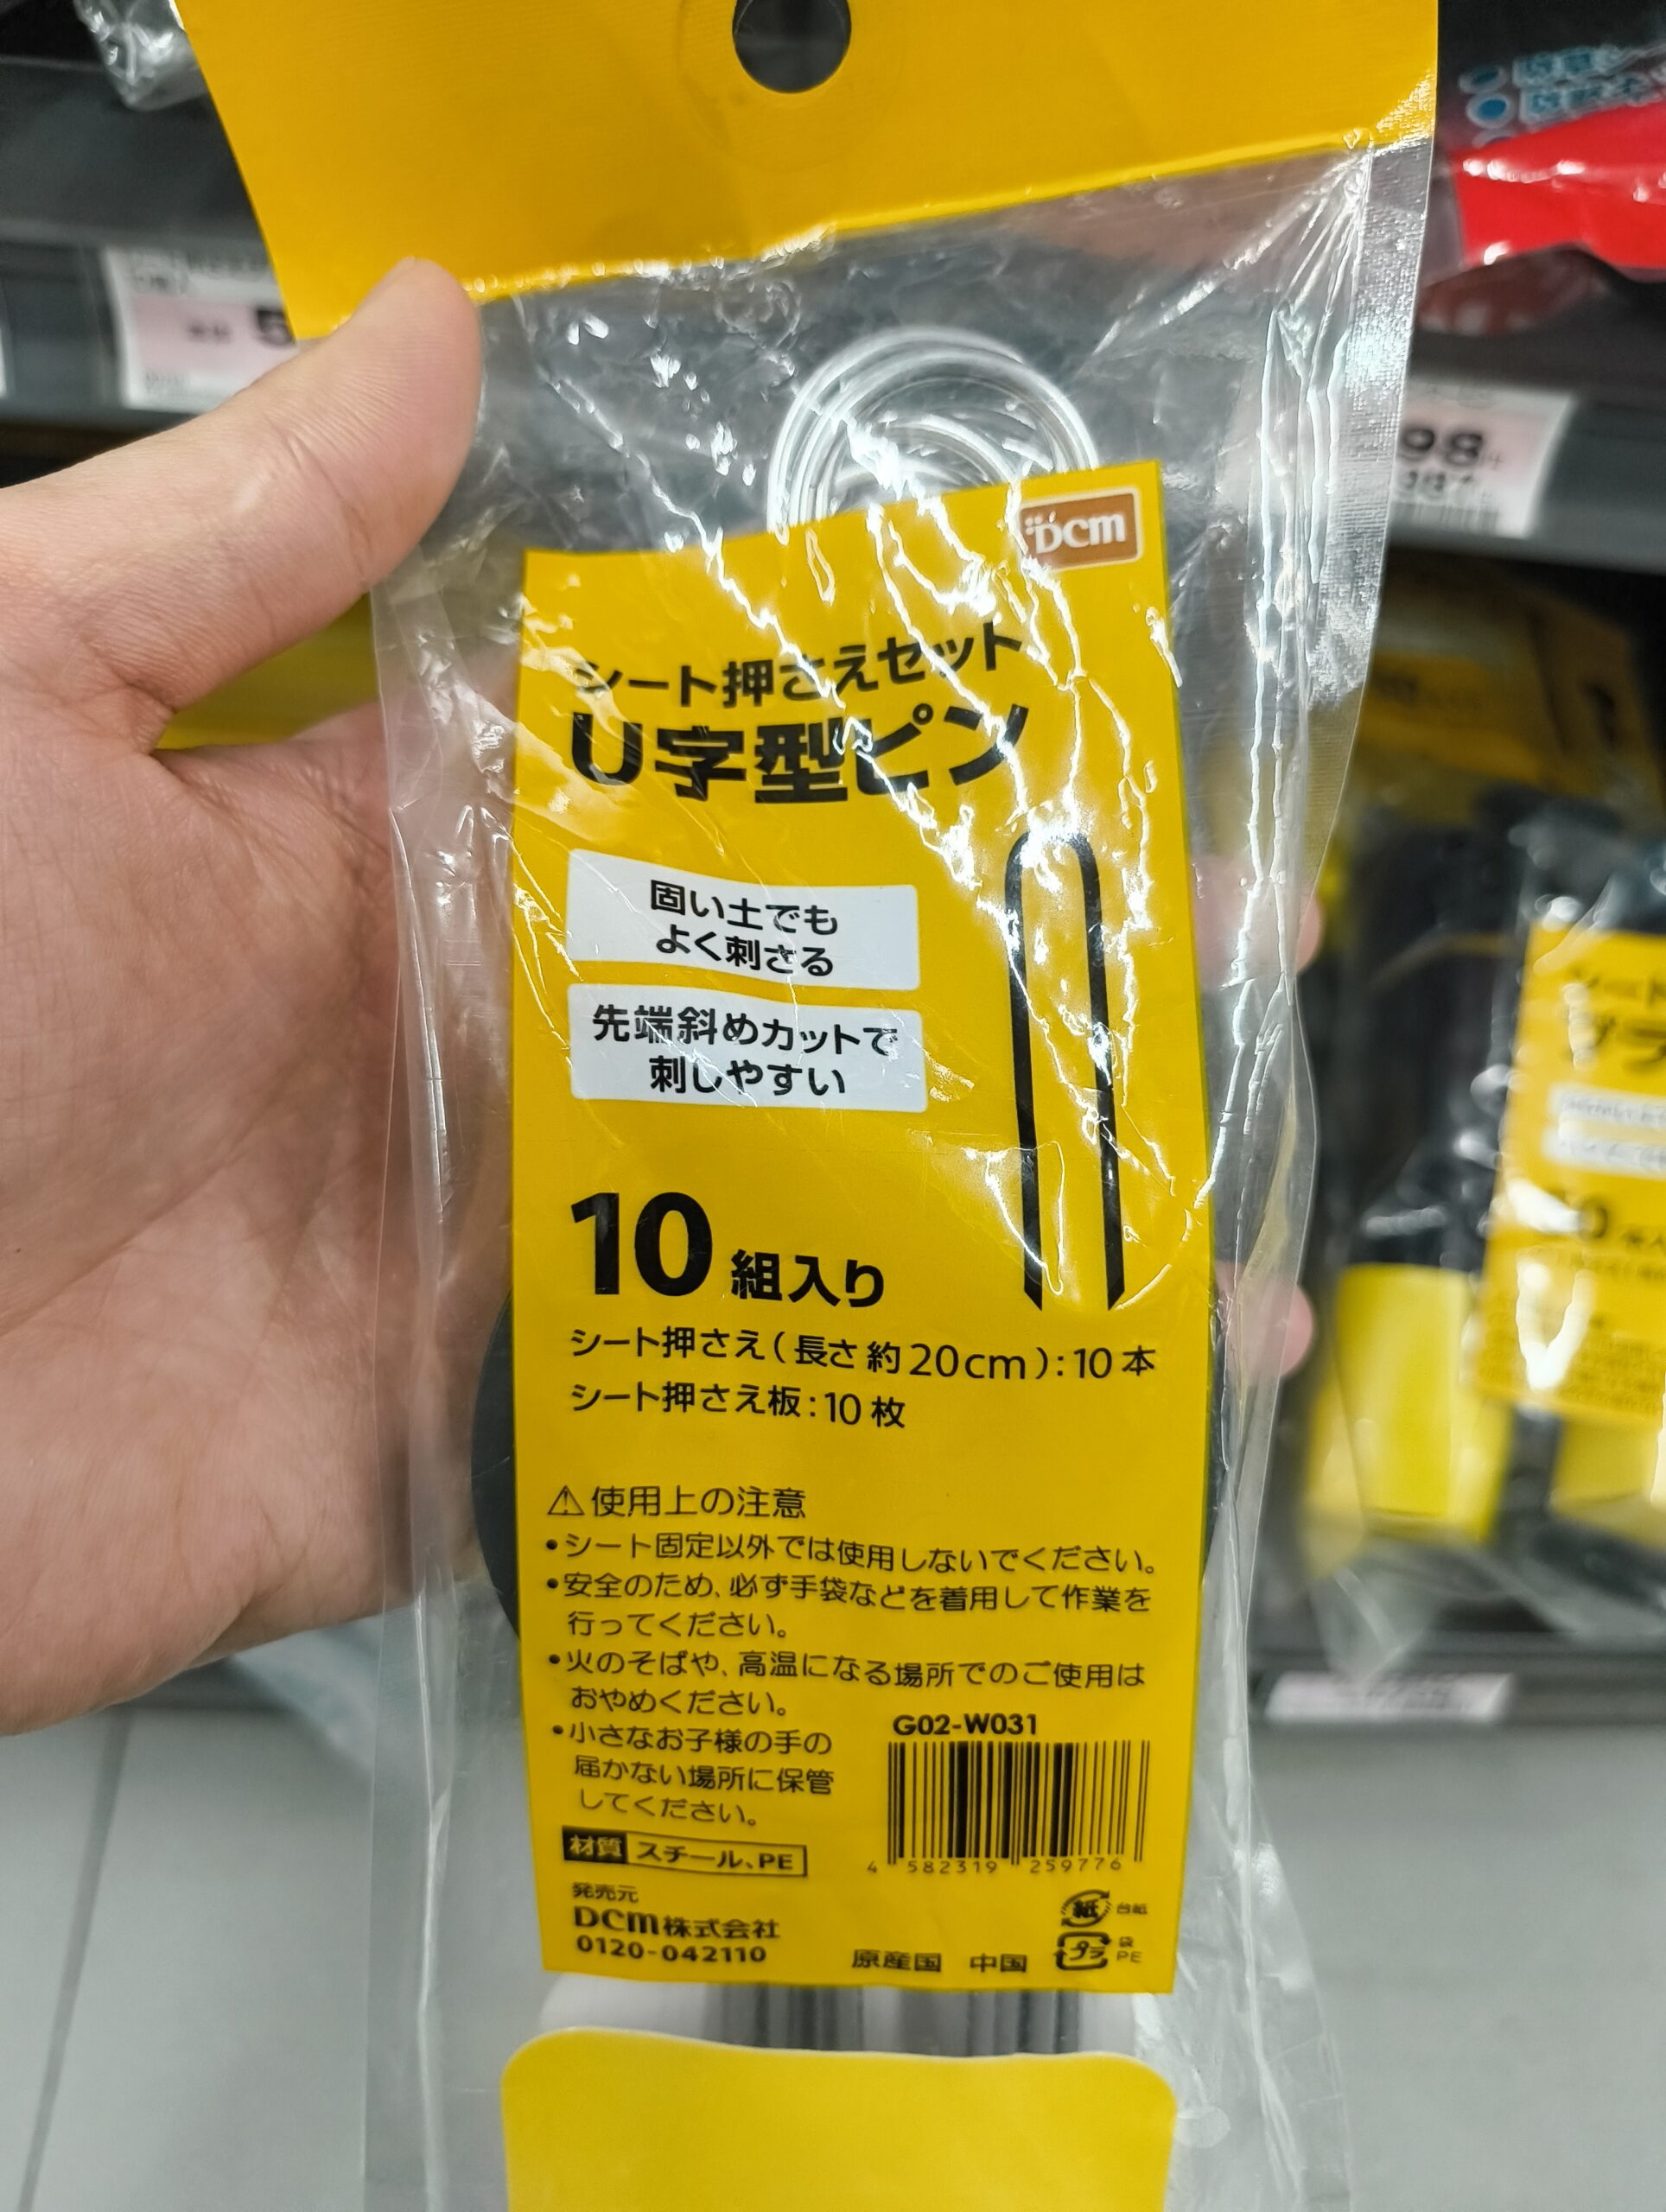 DCM
シート押さえセット
U字型ピン
固い土でも
よく刺さる
先端斜めカットで
刺しやすい
10組入り
シート押さえ(長さ約20cm):10本
シート押さえ板:10枚
⚠使用上の注意
•シート固定以外では使用しないでください。
•安全のため、必ず手袋などを着用して作業を
行ってください。
•火のそばや、高温になる場所でのご使用は
おやめください。
•小さなお子様の手の
届かない場所に保管
してください。
G02-W031
4 582319 259776
材質 スチール、PE
発売元
DCM株式会社
0120-042110
原産国 中国
紙 台紙
プラ 袋
PE
98